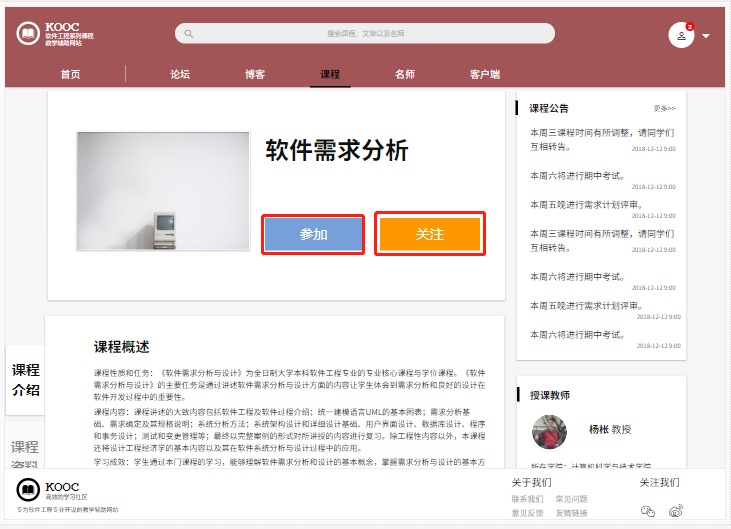 KOOC
软件工程系列课程
教学辅助网站
搜索课程、文章以及名师
2
首页 论坛 博客 课程 名师 客户端
软件需求分析
参加 关注
课程公告 更多>>
本周三课程时间有所调整，请同学们
互相转告。
2018-12-12 9:00
本周六将进行期中考试。
2018-12-12 9:00
本周五晚进行需求计划评审。
2018-12-12 9:00
本周三课程时间有所调整，请同学们
互相转告。
2018-12-12 9:00
本周六将进行期中考试。
2018-12-12 9:00
本周五晚进行需求计划评审。
2018-12-12 9:00
本周六将进行期中考试。
2018-12-12 9:00
课程
介绍
课程
资料
课程概述
课程性质和任务：《软件需求分析与设计》为全日制大学本科软件工程专业的专业核心课程与学位课程。《软件
需求分析与设计》的主要任务是通过讲述软件需求分析与设计方面的内容让学生体会到需求分析和良好的设计在
软件开发过程中的重要性。
课程内容：课程讲述的大致内容包括软件工程及软件过程介绍；统一建模语言UML的基本图表；需求分析基
础、需求确定及其规格说明；系统分析方法；系统架构设计和详细设计基础、用户界面设计、数据库设计、程序
和事务设计；测试和变更管理等；最终以完整案例的形式对所讲授的内容进行复习。除工程性内容以外，本课程
还将设计工程经济学的基本内容以及其在软件系统分析与设计过程中的应用。
学习成效：学生通过本门课程的学习，能够理解软件需求分析和设计的基本概念，掌握需求分析与设计的基本方
授课教师
杨枨 教授
所在学院：计算机科学与技术学院
KOOC
高效的学习社区
专为软件工程专业开设的教学辅助网站
关于我们
联系我们 常见问题
意见反馈 友情链接
关注我们